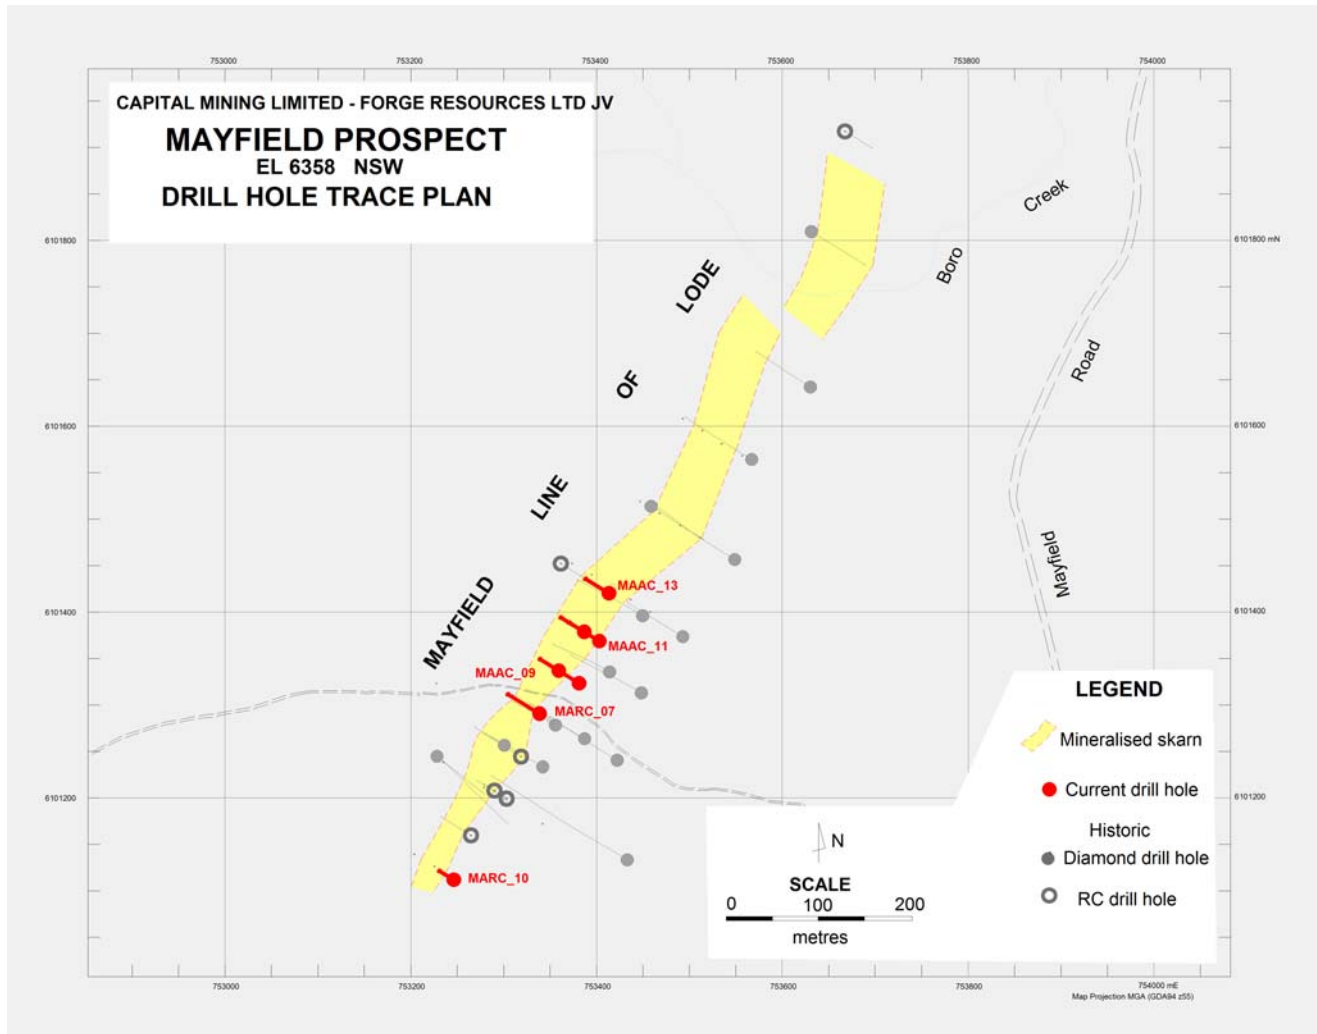 753000 753200 753400 753600 753800 754000
CAPITAL MINING LIMITED - FORGE RESOURCES LTD JV
MAYFIELD PROSPECT
EL 6358 NSW
DRILL HOLE TRACE PLAN
Creek
Boro
6101800
6101800 mN
LODE
OF
LINE
MAYFIELD
Road
Mayfield
6101600
6101600
6101400
6101400
6101200
6101200
MAAC_13
MAAC_11
MAAC_09
MARC_07
MARC_10
LEGEND
Mineralised skarn
Current drill hole
Historic
Diamond drill hole
RC drill hole
N
SCALE
0 100 200
metres
753000 753200 753400 753600 753800 754000 mE
Map Projection MGA (GDA94 z55)